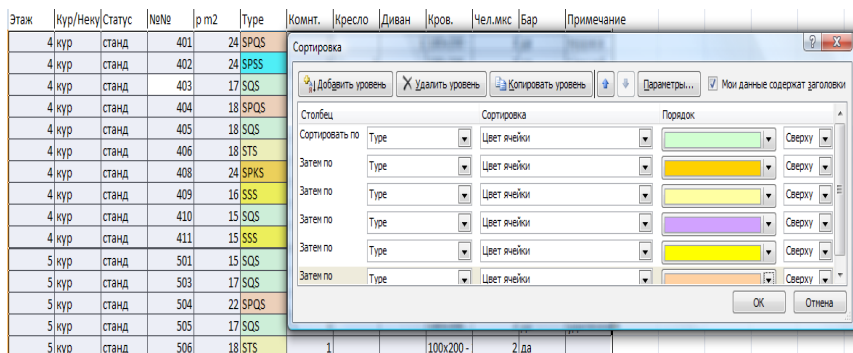 Этаж Кур/Неку Статус №№ p m2 Type Комнт. Кресло Диван Кров. Чел.мкс Бар Примечание
4 кур станд 401 24 SPQS
4 кур станд 402 24 SPSS
4 кур станд 403 17 SQS
4 кур станд 404 18 SPQS
4 кур станд 405 18 SQS
4 кур станд 406 18 STS
4 кур станд 408 24 SPKS
4 кур станд 409 16 SSS
4 кур станд 410 15 SQS
4 кур станд 411 15 SSS
5 кур станд 501 15 SQS
5 кур станд 503 17 SQS
5 кур станд 504 22 SPQS
5 кур станд 505 17 SQS
5 кур станд 506 18 STS 1 100x200 - 2 да
Сортировка
Добавить уровень Удалить уровень Копировать уровень Параметры... Мои данные содержат заголовки
Столбец Сортировка Порядок
Сортировать по Type Цвет ячейки Сверху
Затем по Type Цвет ячейки Сверху
Затем по Type Цвет ячейки Сверху
Затем по Type Цвет ячейки Сверху
Затем по Type Цвет ячейки Сверху
Затем по Type Цвет ячейки Сверху
OK Отмена